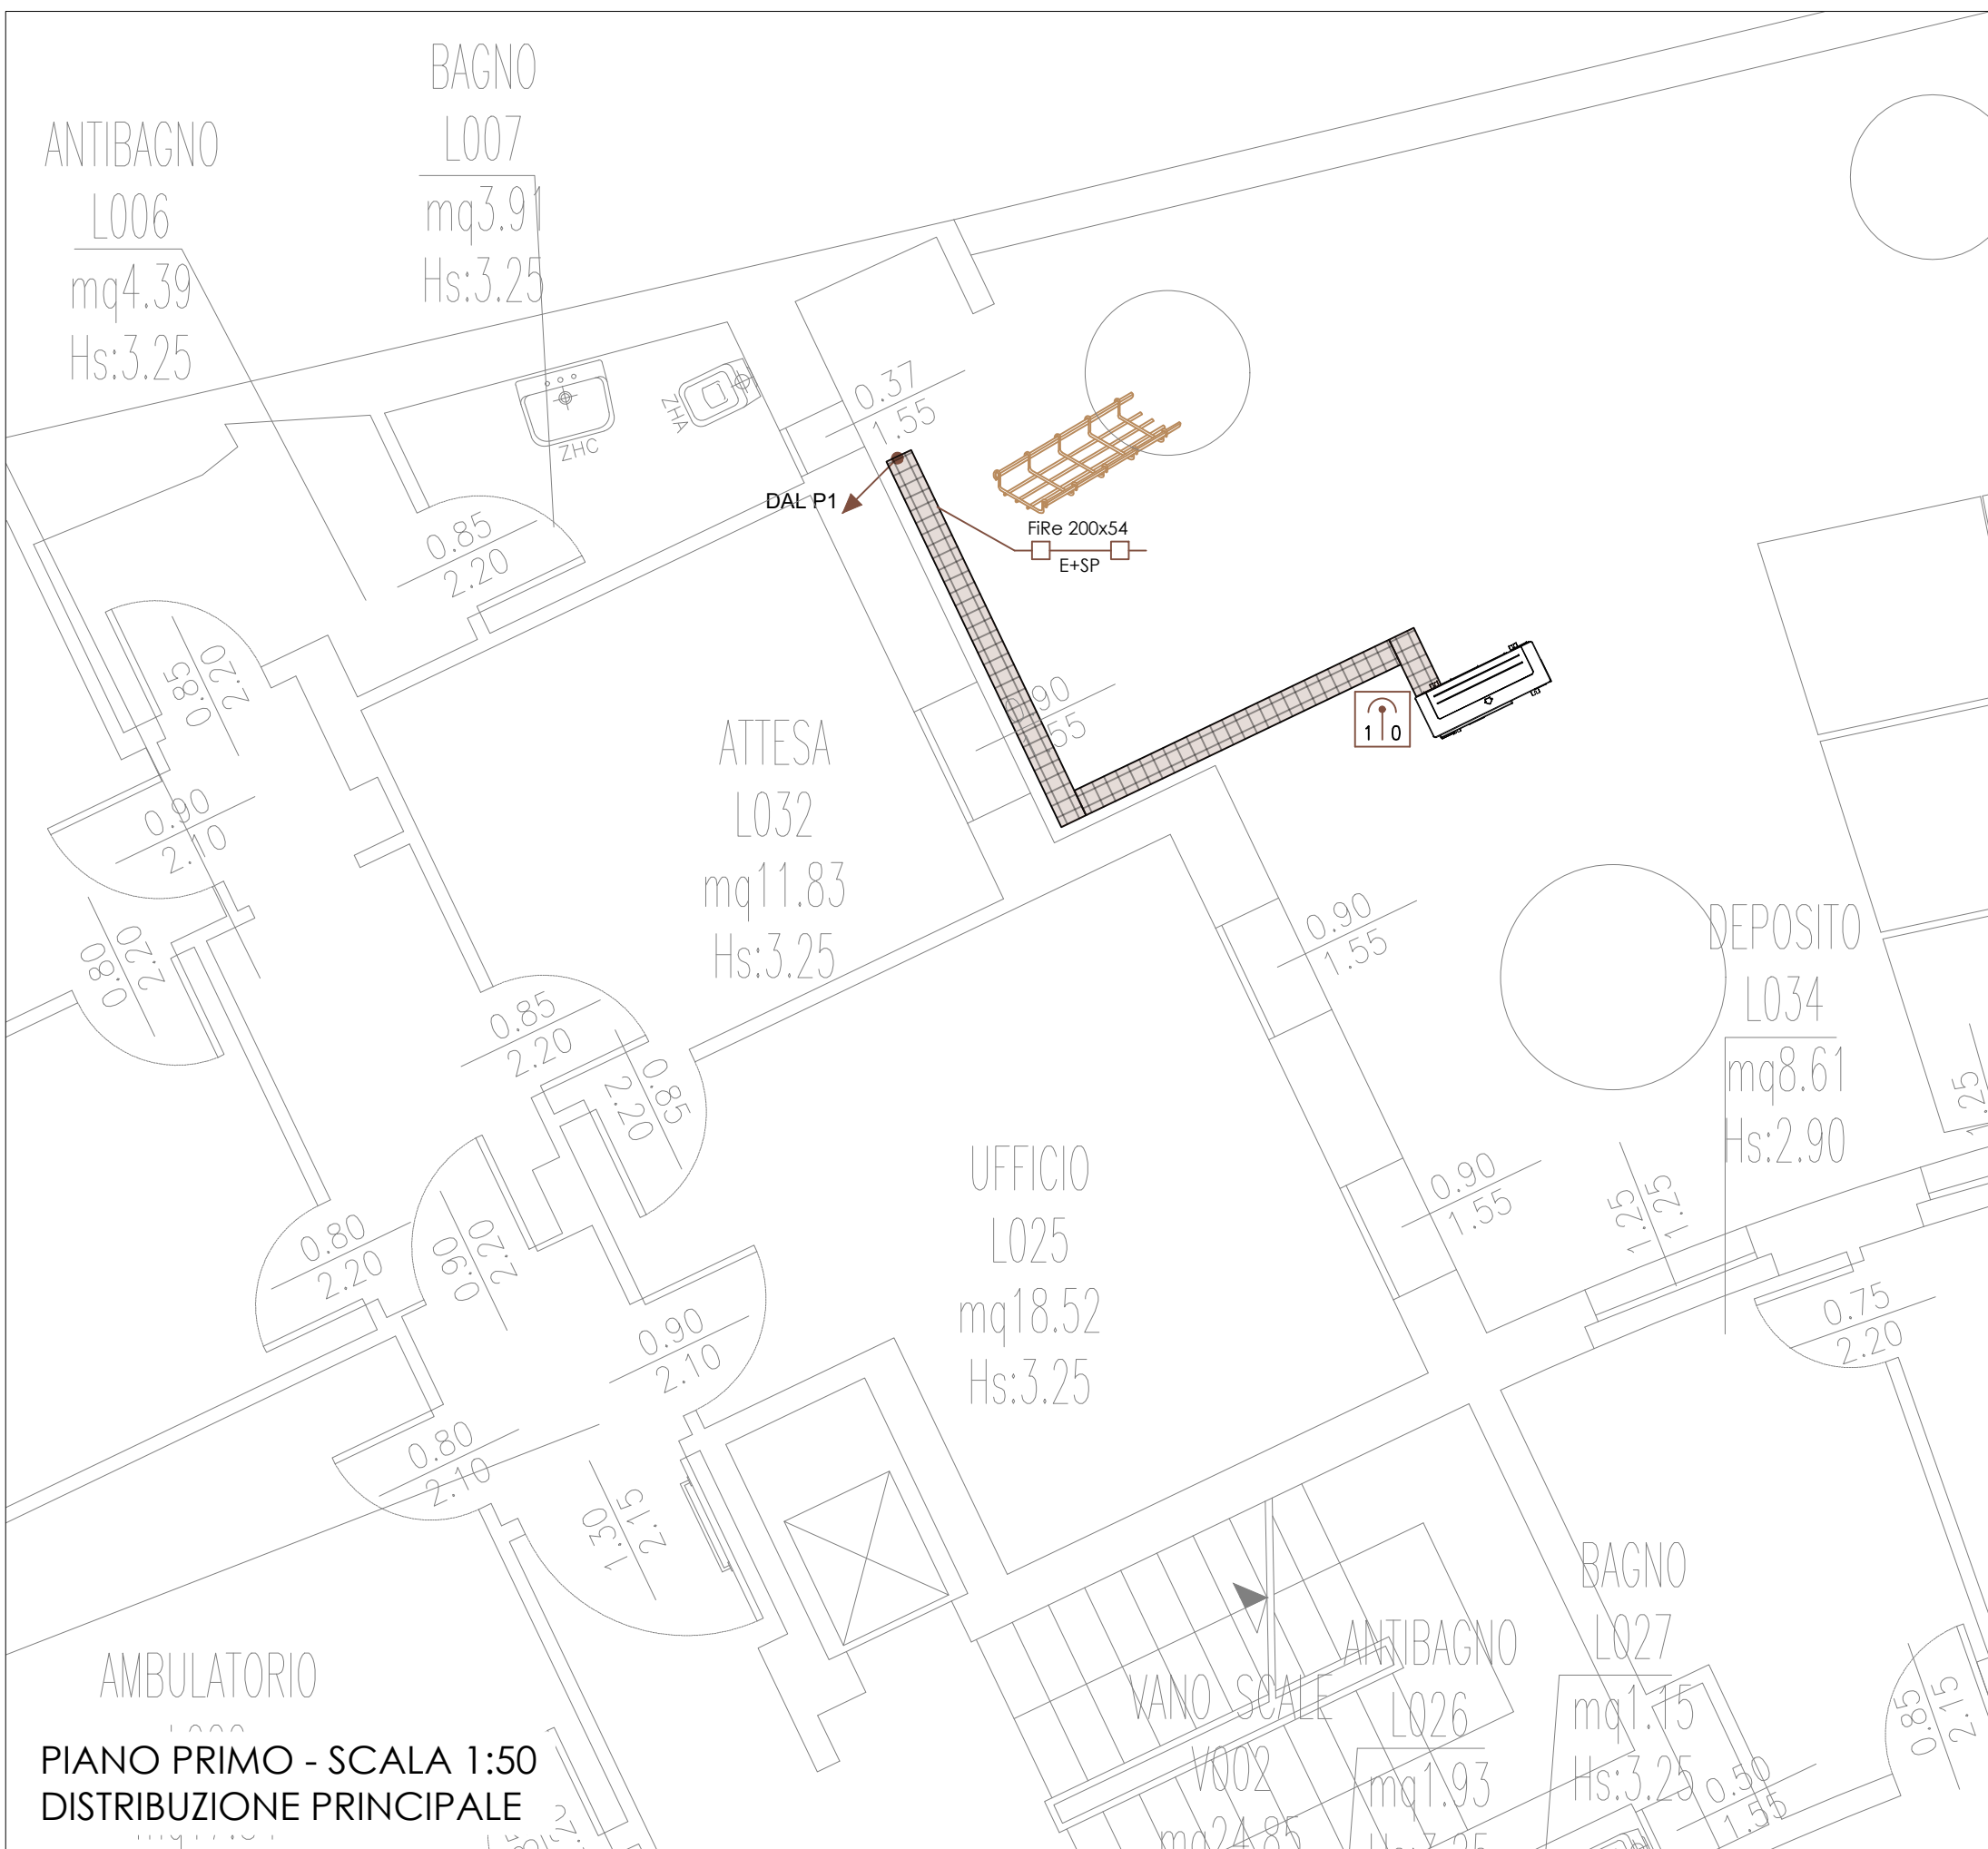 BAGNO
L007
mq3.91
Hs:3.25
ANTIBAGNO
L006
mq4.39
Hs:3.25
ZHC
ZHA
0.37
1.55
DAL P1
FiRe 200x54
E+SP
0.85
2.20
0.85
2.20
0.90
1 0
ATTESA
L032
mq11.83
Hs:3.25
0.90
2.10
0.80
2.20
0.90
1.55
DEPOSITO
L034
mq8.61
Hs:2.90
0.85
2.20
0.85
2.20
1.25
UFFICIO
L025
mq18.52
Hs:3.25
0.90
1.55
1.25
1.25
0.80
2.20
0.90
2.20
0.90
2.10
0.75
2.20
0.80
2.10
1.30
2.15
BAGNO
L027
mq1.15
Hs:3.25
ANTIBAGNO
L026
mq1.93
VANO SCALE
V002
mq24.85
0.85
2.15
0.50
1.55
AMBULATORIO
PIANO PRIMO - SCALA 1:50
DISTRIBUZIONE PRINCIPALE